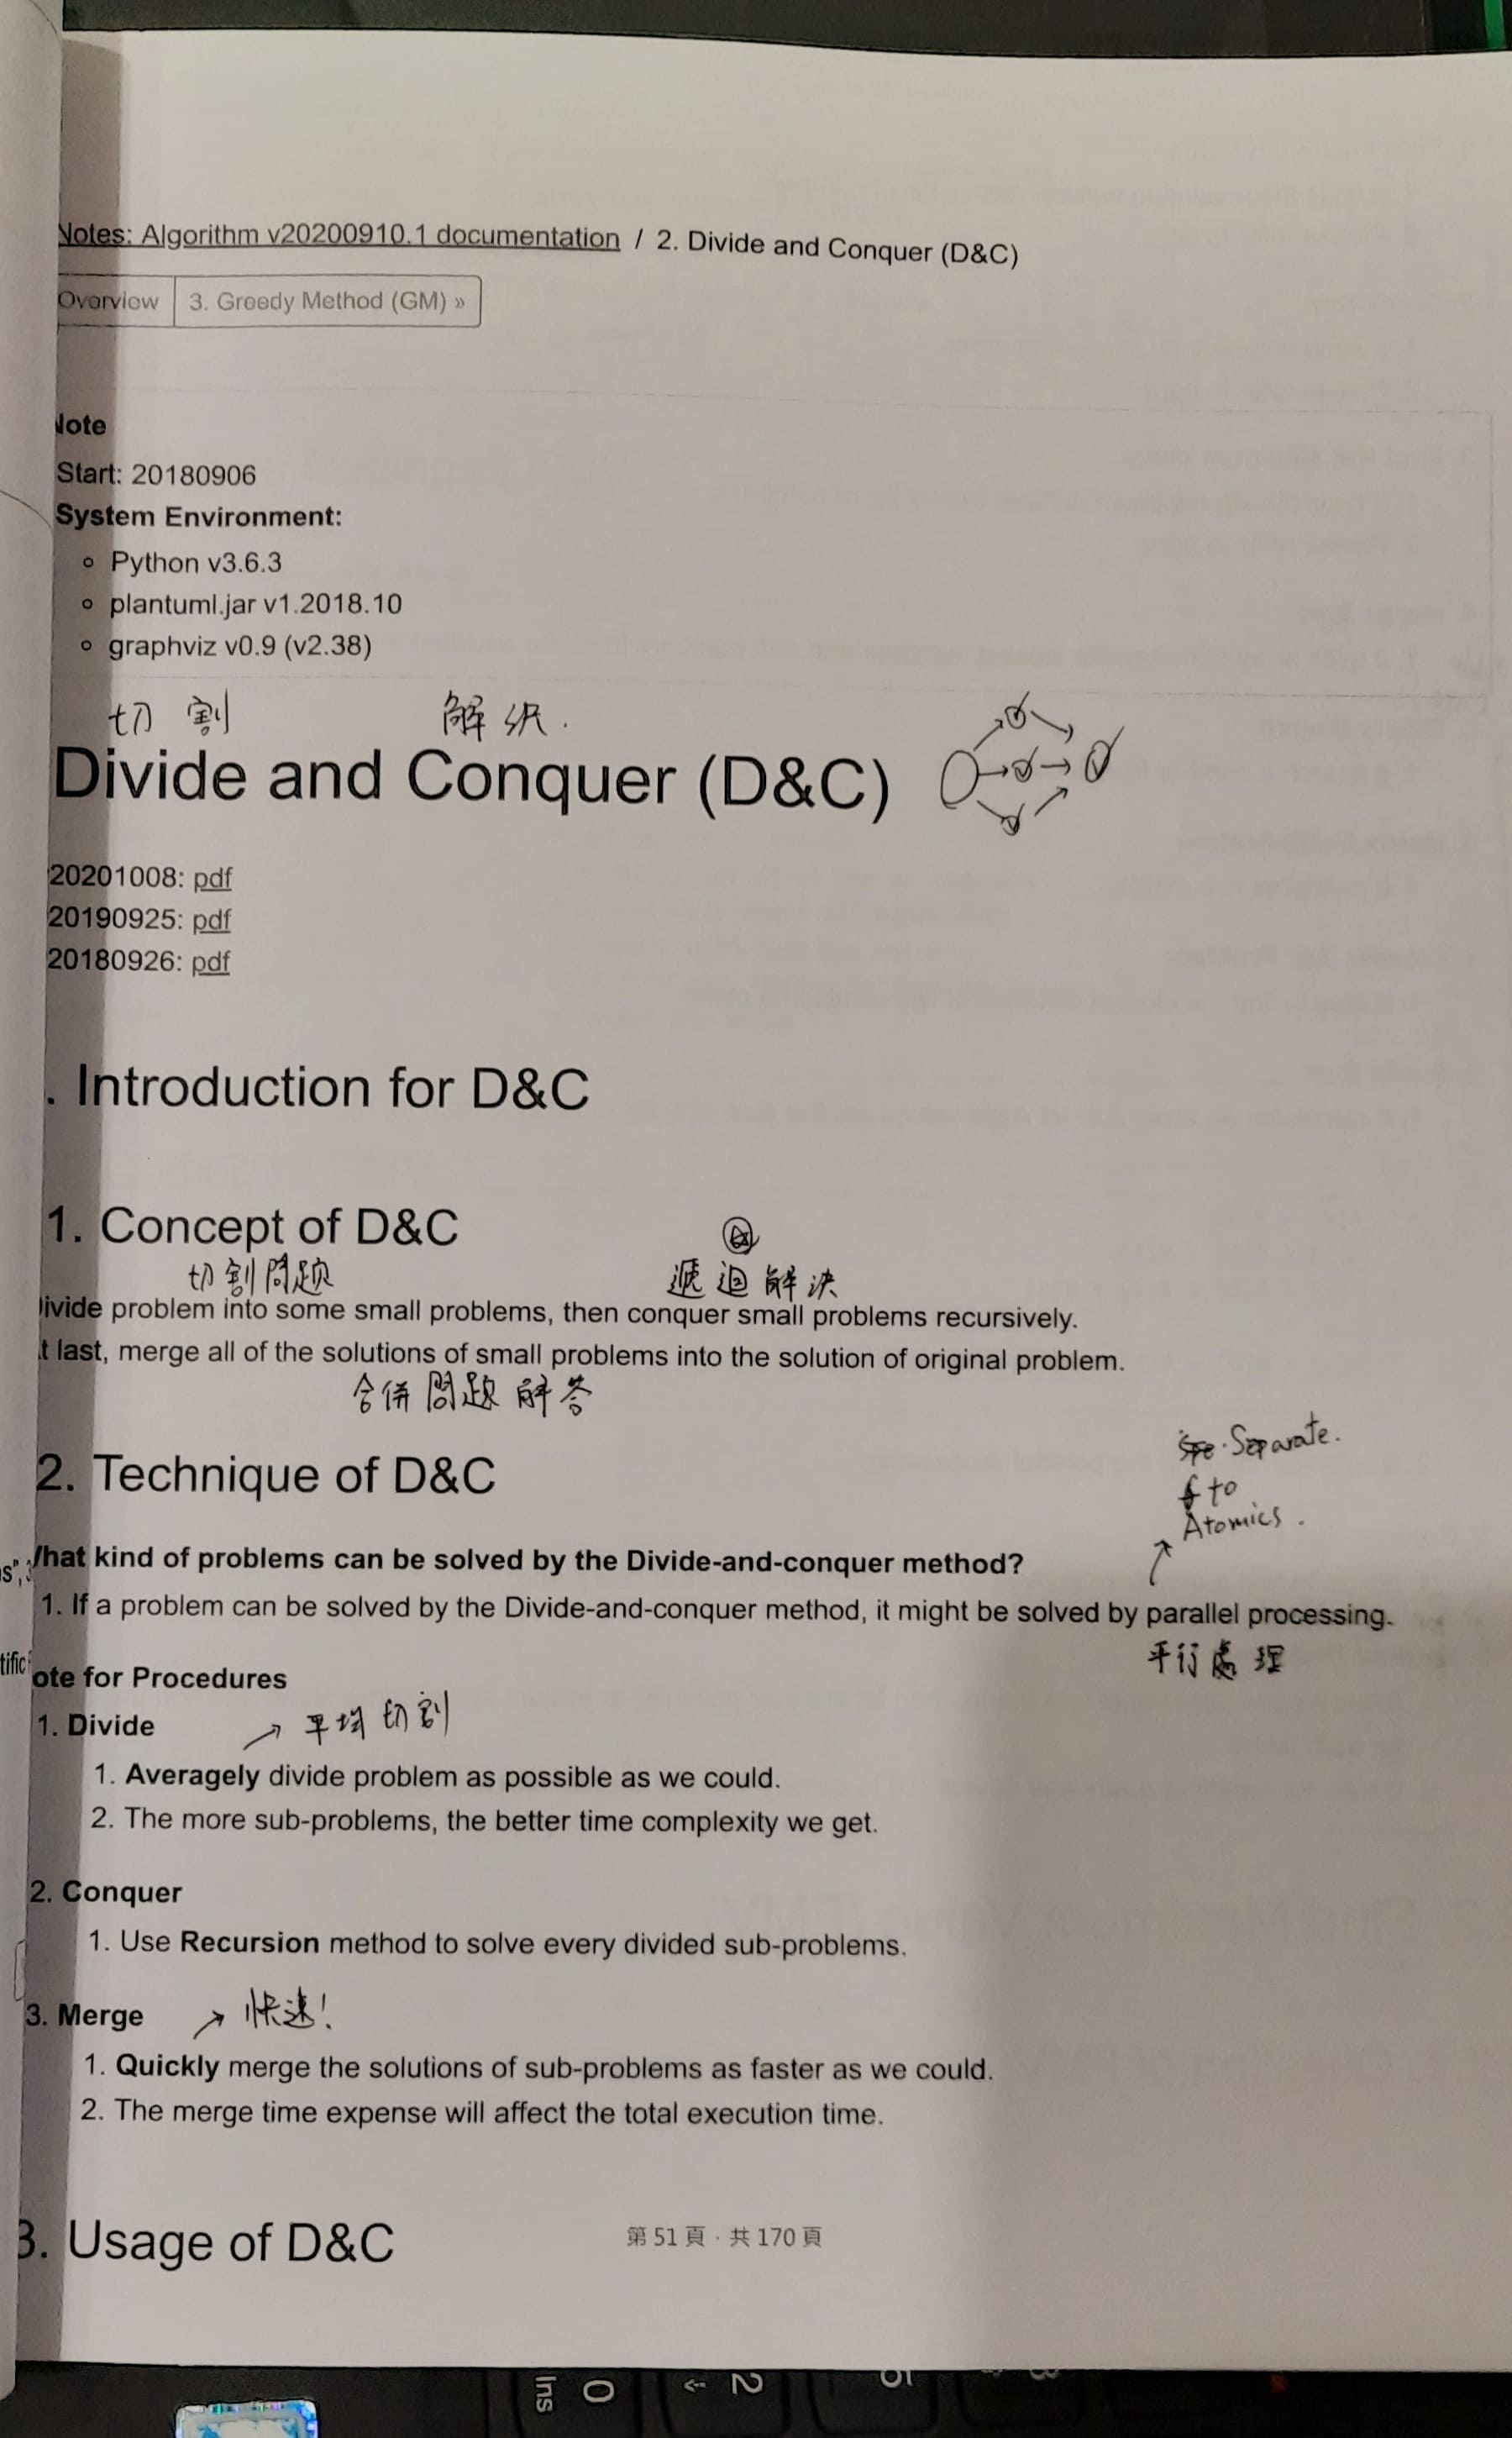 Notes: Algorithm v20200910.1 documentation / 2. Divide and Conquer (D&C)
Overview 3. Greedy Method (GM) »
Note
Start: 20180906
System Environment:
Python v3.6.3
plantuml.jar v1.2018.10
graphviz v0.9 (v2.38)
切割 解決.
Divide and Conquer (D&C)
20201008: pdf
20190925: pdf
20180926: pdf
. Introduction for D&C
1. Concept of D&C
切割問題 遞迴解決
ivide problem into some small problems, then conquer small problems recursively.
t last, merge all of the solutions of small problems into the solution of original problem.
合併問題解答
Separate.
to
Atomics.
2. Technique of D&C
hat kind of problems can be solved by the Divide-and-conquer method?
1. If a problem can be solved by the Divide-and-conquer method, it might be solved by parallel processing.
平行處理
ote for Procedures
1. Divide → 平均切割
1. Averagely divide problem as possible as we could.
2. The more sub-problems, the better time complexity we get.
2. Conquer
1. Use Recursion method to solve every divided sub-problems.
3. Merge → 快速!
1. Quickly merge the solutions of sub-problems as faster as we could.
2. The merge time expense will affect the total execution time.
3. Usage of D&C
第 51 頁 · 共 170 頁
Ins 0 2